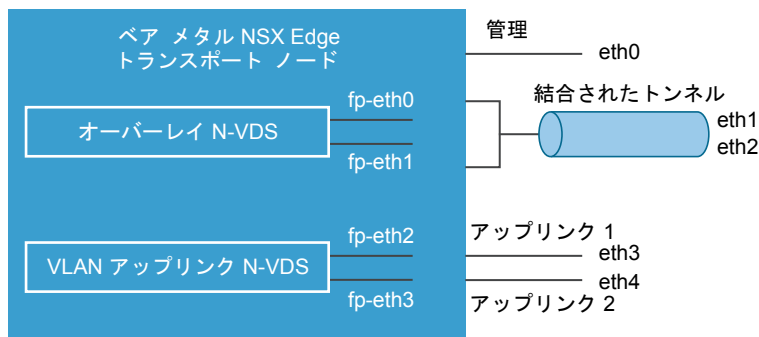 ベア メタル NSX Edge
トランスポート ノード
管理
eth0
fp-eth0
オーバーレイ N-VDS
fp-eth1
結合されたトンネル
eth1
eth2
fp-eth2
VLAN アップリンク N-VDS
fp-eth3
アップリンク 1
eth3
eth4
アップリンク 2